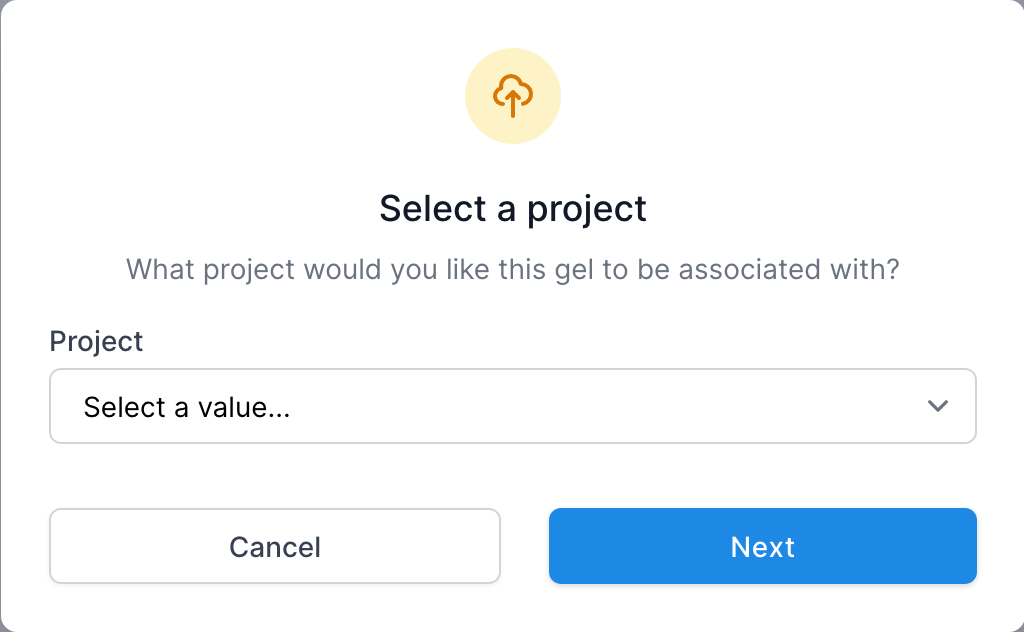 Select a project
What project would you like this gel to be associated with?
Project
Select a value...
Cancel
Next